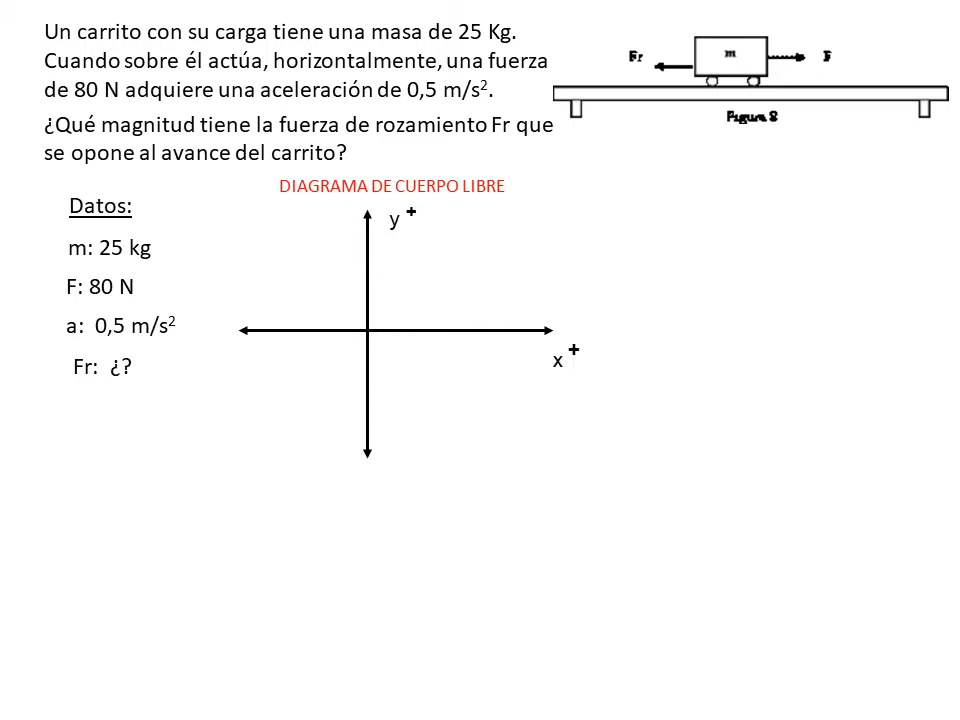 Un carrito con su carga tiene una masa de 25 Kg.
Cuando sobre él actúa, horizontalmente, una fuerza
de 80 N adquiere una aceleración de 0,5 m/s².
¿Qué magnitud tiene la fuerza de rozamiento Fr que
se opone al avance del carrito?
Fr m F
Figura 8
DIAGRAMA DE CUERPO LIBRE
Datos:
y +
m: 25 kg
F: 80 N
a: 0,5 m/s²
x +
Fr: ¿?